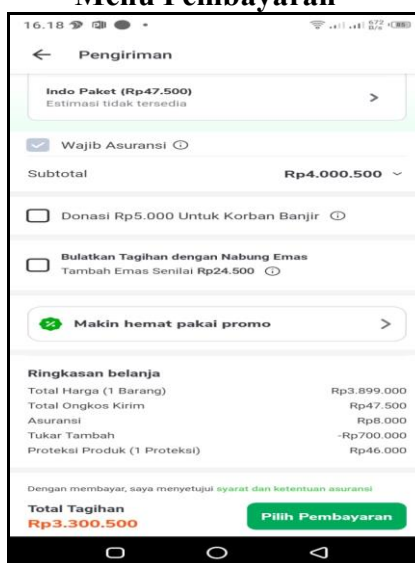 Menu Pembayaran
16.18
672 B/s
Pengiriman
Indo Paket (Rp47.500)
Estimasi tidak tersedia
Wajib Asuransi
Subtotal Rp4.000.500
Donasi Rp5.000 Untuk Korban Banjir
Bulatkan Tagihan dengan Nabung Emas
Tambah Emas Senilai Rp24.500
Makin hemat pakai promo
Ringkasan belanja
Total Harga (1 Barang) Rp3.899.000
Total Ongkos Kirim Rp47.500
Asuransi Rp8.000
Tukar Tambah -Rp700.000
Proteksi Produk (1 Proteksi) Rp46.000
Dengan membayar, saya menyetujui syarat dan ketentuan asuransi
Total Tagihan
Rp3.300.500
Pilih Pembayaran